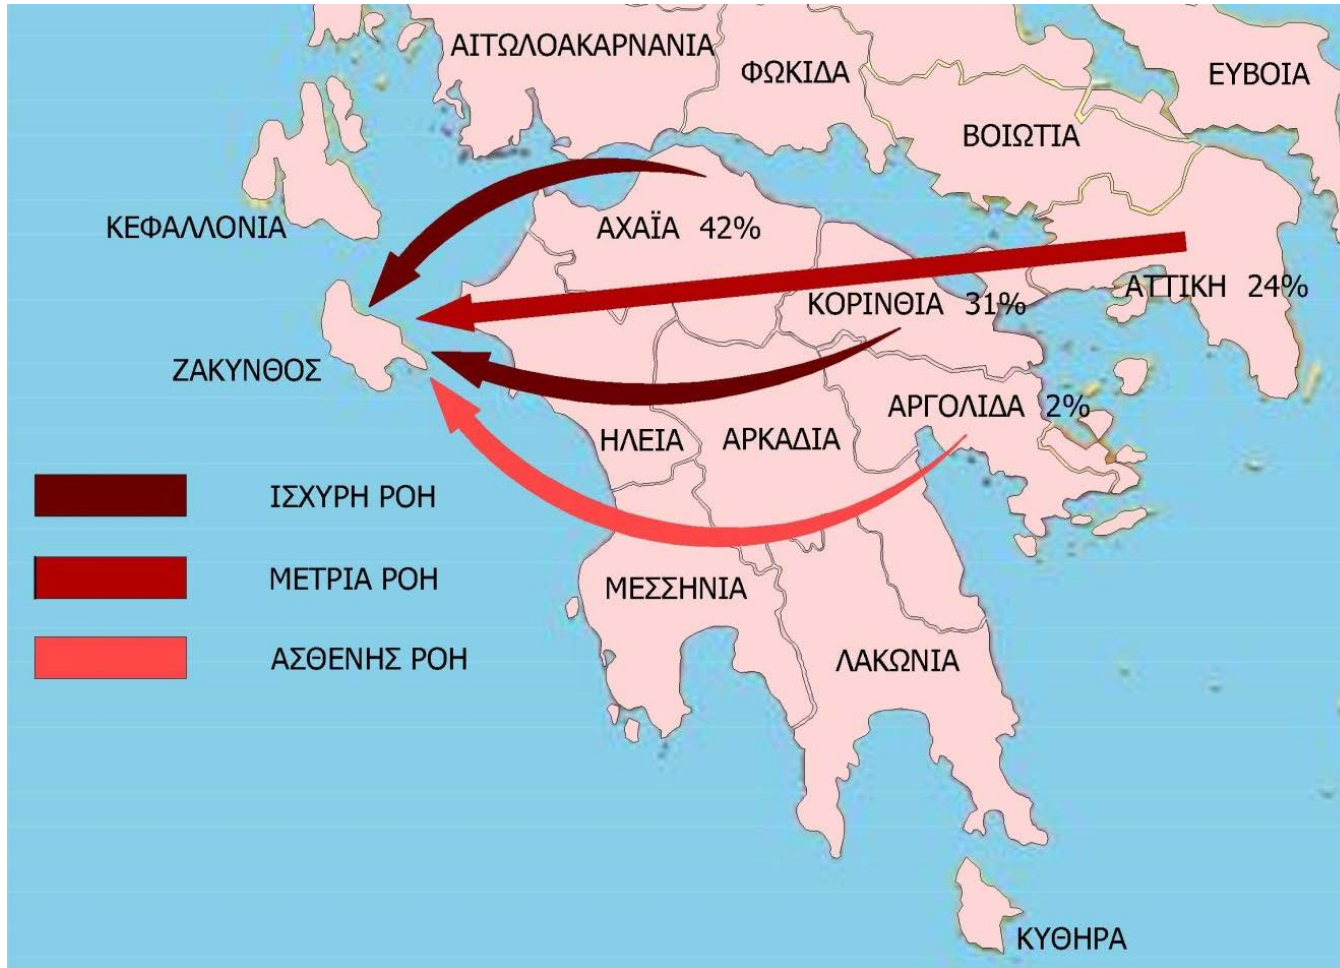 ΑΙΤΩΛΟΑΚΑΡΝΑΝΙΑ
ΦΩΚΙΔΑ
ΕΥΒΟΙΑ
ΒΟΙΩΤΙΑ
ΚΕΦΑΛΛΟΝΙΑ
ΑΧΑΪΑ 42%
ΑΤΤΙΚΗ 24%
ΚΟΡΙΝΘΙΑ 31%
ΖΑΚΥΝΘΟΣ
ΑΡΓΟΛΙΔΑ 2%
ΗΛΕΙΑ
ΑΡΚΑΔΙΑ
ΙΣΧΥΡΗ ΡΟΗ
ΜΕΤΡΙΑ ΡΟΗ
ΑΣΘΕΝΗΣ ΡΟΗ
ΜΕΣΣΗΝΙΑ
ΛΑΚΩΝΙΑ
ΚΥΘΗΡΑ